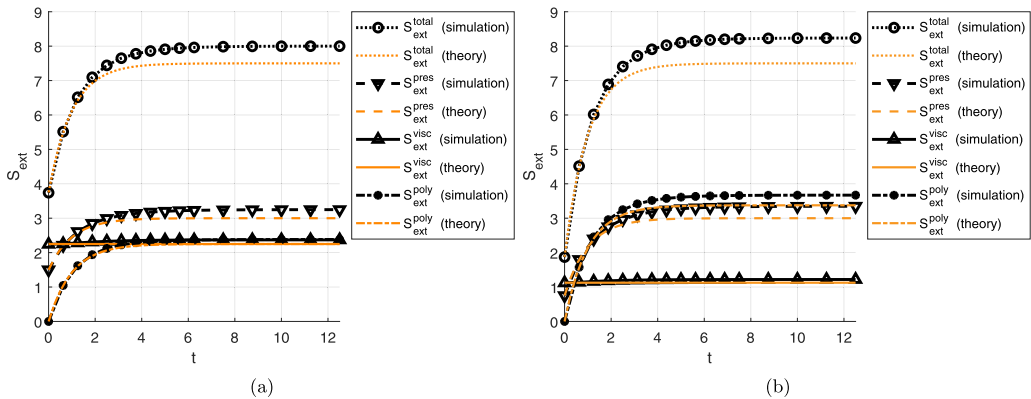 9
8
7
6
5
4
3
2
1
0
S_ext
0 2 4 6 8 10 12
t
S_ext^total (simulation)
S_ext^total (theory)
S_ext^pres (simulation)
S_ext^pres (theory)
S_ext^visc (simulation)
S_ext^visc (theory)
S_ext^poly (simulation)
S_ext^poly (theory)
(a)
9
8
7
6
5
4
3
2
1
0
S_ext
0 2 4 6 8 10 12
t
S_ext^total (simulation)
S_ext^total (theory)
S_ext^pres (simulation)
S_ext^pres (theory)
S_ext^visc (simulation)
S_ext^visc (theory)
S_ext^poly (simulation)
S_ext^poly (theory)
(b)